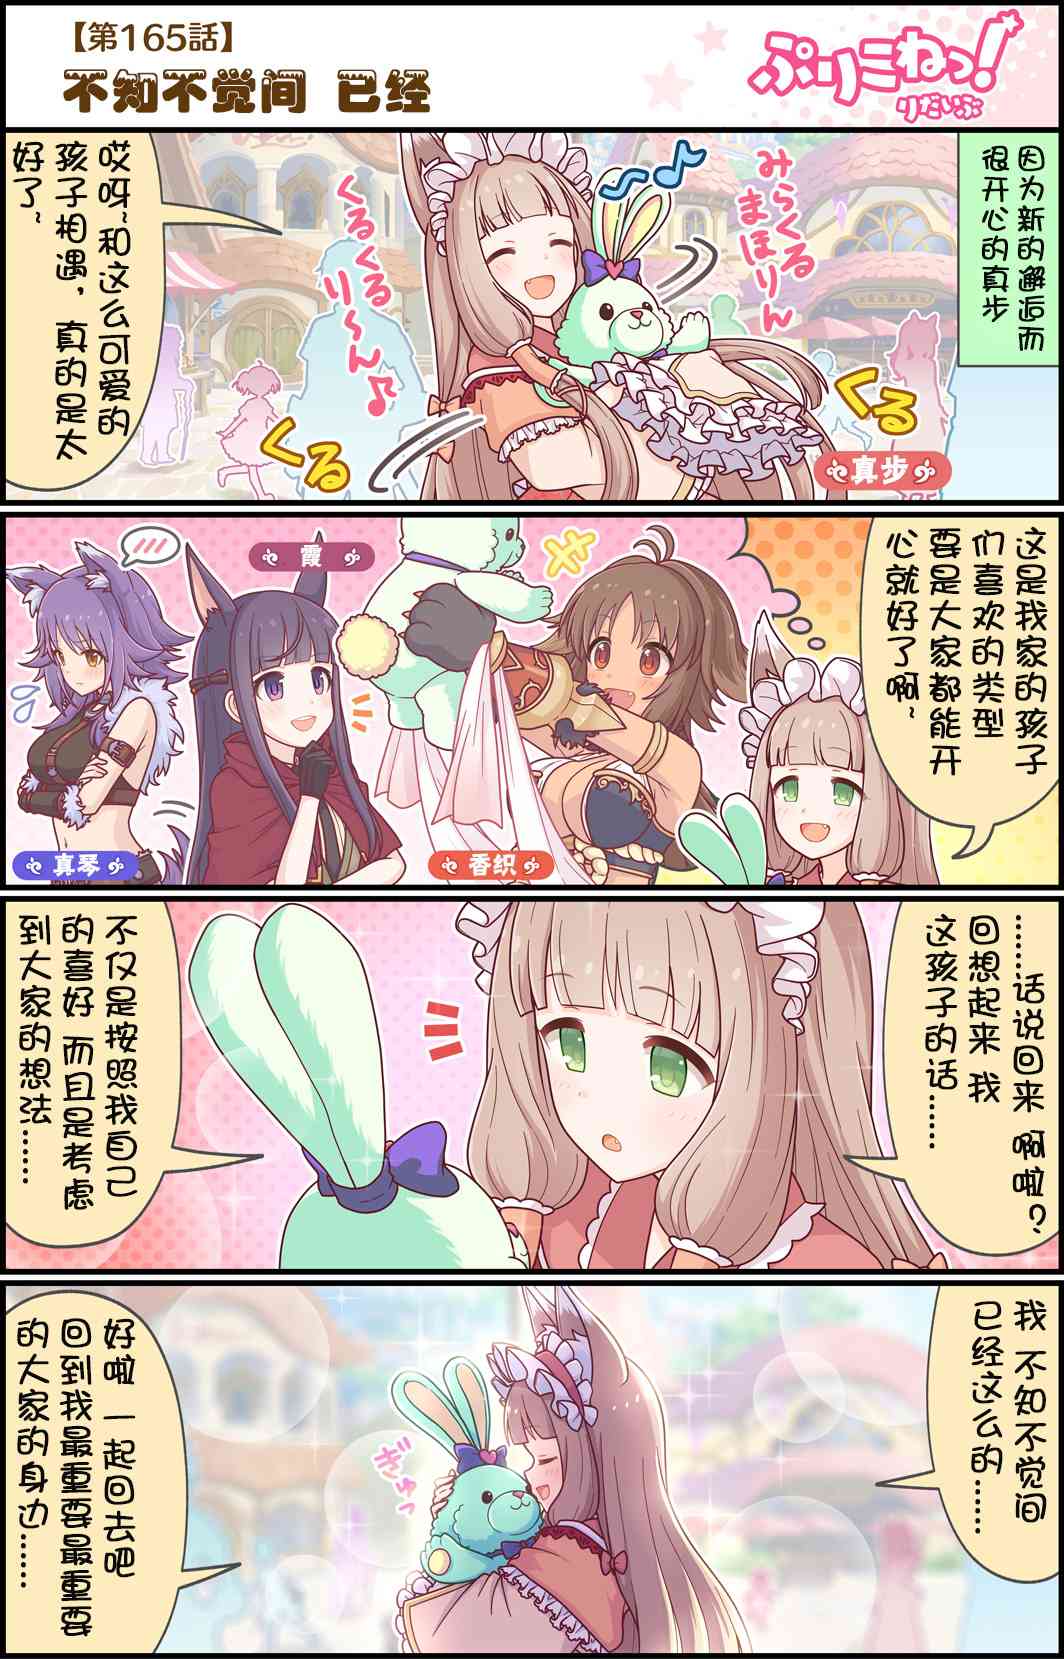 【第165話】
不知不觉间 已经
ぷりこねっ!
りだいぶ
因为新的邂逅而
很开心的真步
哎呀~和这么可爱的
孩子相遇，真的是太
好了~
みらくる
まほりん
くるくる
り〜ん♪
くる
くる
真步
这是我家的孩子
们喜欢的类型
要是大家都能开
心就好了啊~
霞
真琴
香织
……话说回来 啊啦？
回想起来 我
这孩子的话……
不仅是按照我自己
的喜好 而且是考虑
到大家的想法……
我 不知不觉间
已经这么的……
ぎゅっ
好啦 一起回去吧
回到我最重要最重要
的大家的身边……